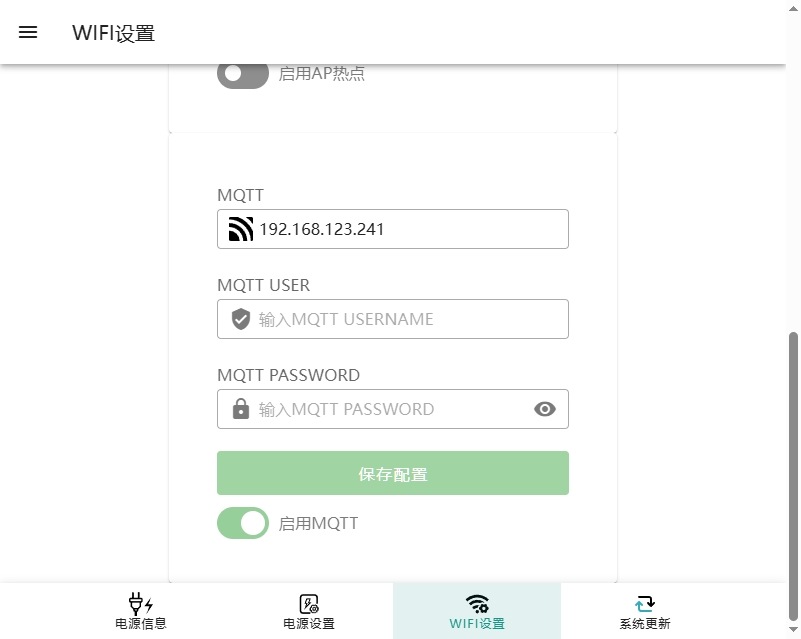 WIFI设置
启用AP热点
MQTT
192.168.123.241
MQTT USER
输入MQTT USERNAME
MQTT PASSWORD
输入MQTT PASSWORD
保存配置
启用MQTT
电源信息
电源设置
WIFI设置
系统更新